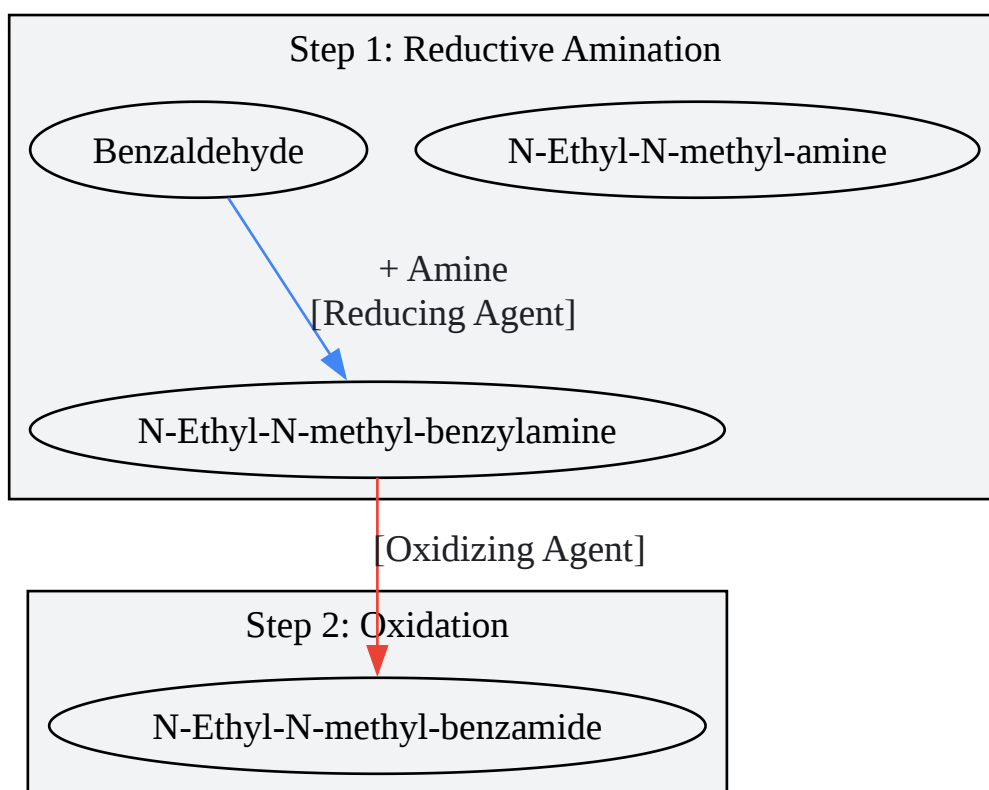 Step 1: Reductive Amination
Benzaldehyde
N-Ethyl-N-methyl-amine
+ Amine
[Reducing Agent]
N-Ethyl-N-methyl-benzylamine
[Oxidizing Agent]
Step 2: Oxidation
N-Ethyl-N-methyl-benzamide